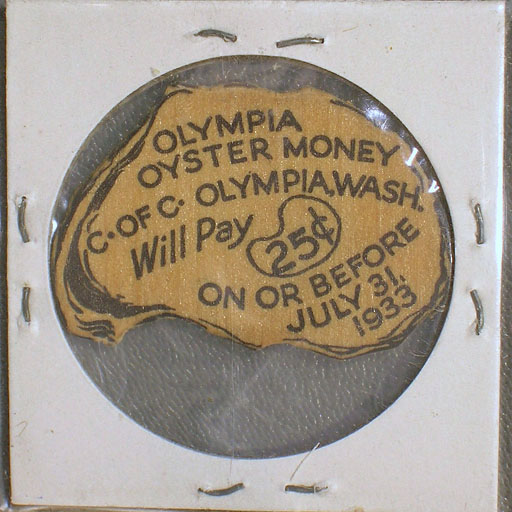 OLYMPIA
OYSTER MONEY
C. OF C. OLYMPIA, WASH.
Will Pay 25¢
ON OR BEFORE
JULY 31,
1933